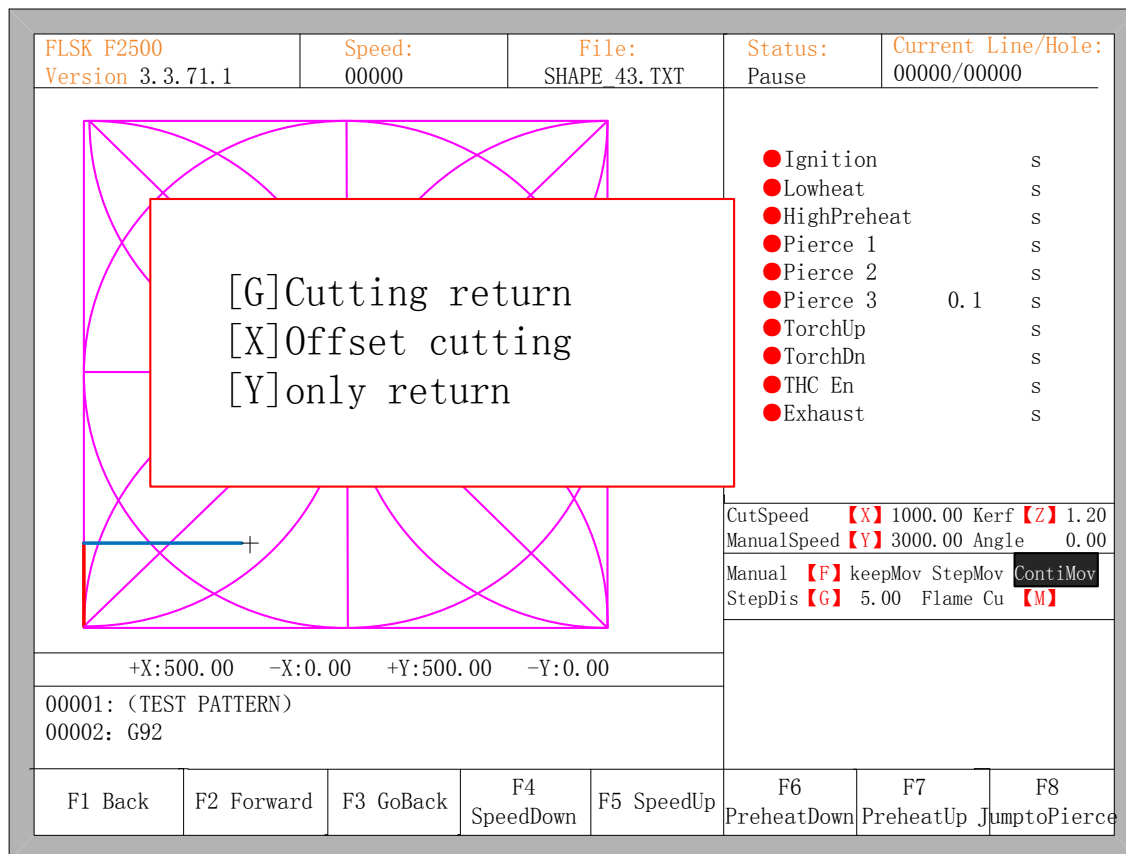 FLSK F2500
Version 3.3.71.1
Speed:
00000
File:
SHAPE_43.TXT
Status:
Pause
Current Line/Hole:
00000/00000
[G]Cutting return
[X]Offset cutting
[Y]only return
Ignition s
Lowheat s
HighPreheat s
Pierce 1 s
Pierce 2 s
Pierce 3 0.1 s
TorchUp s
TorchDn s
THC En s
Exhaust s
CutSpeed 【X】 1000.00 Kerf 【Z】 1.20
ManualSpeed 【Y】 3000.00 Angle 0.00
Manual 【F】 keepMov StepMov ContiMov
StepDis 【G】 5.00 Flame Cu 【M】
+X:500.00 -X:0.00 +Y:500.00 -Y:0.00
00001: (TEST PATTERN)
00002: G92
F1 Back
F2 Forward
F3 GoBack
F4
SpeedDown
F5 SpeedUp
F6
PreheatDown
F7
PreheatUp
F8
JumptoPierce